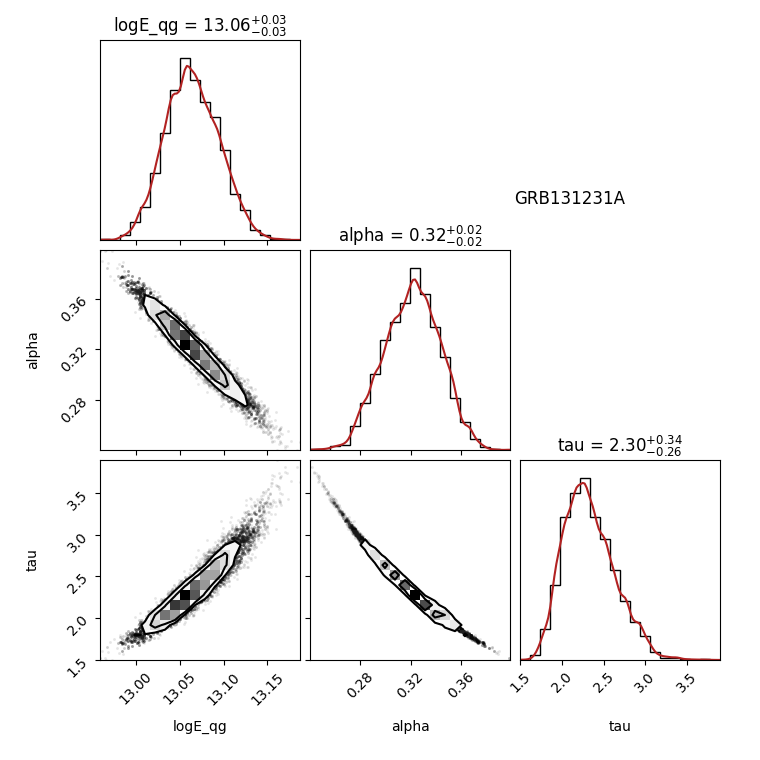 logE_qg = 13.06+0.03−0.03
GRB131231A
alpha = 0.32+0.02−0.02
0.36
0.32
0.28
alpha
tau = 2.30+0.34−0.26
3.5
3.0
2.5
2.0
1.5
tau
13.00 13.05 13.10 13.15
0.28 0.32 0.36
1.5 2.0 2.5 3.0 3.5
logE_qg
alpha
tau